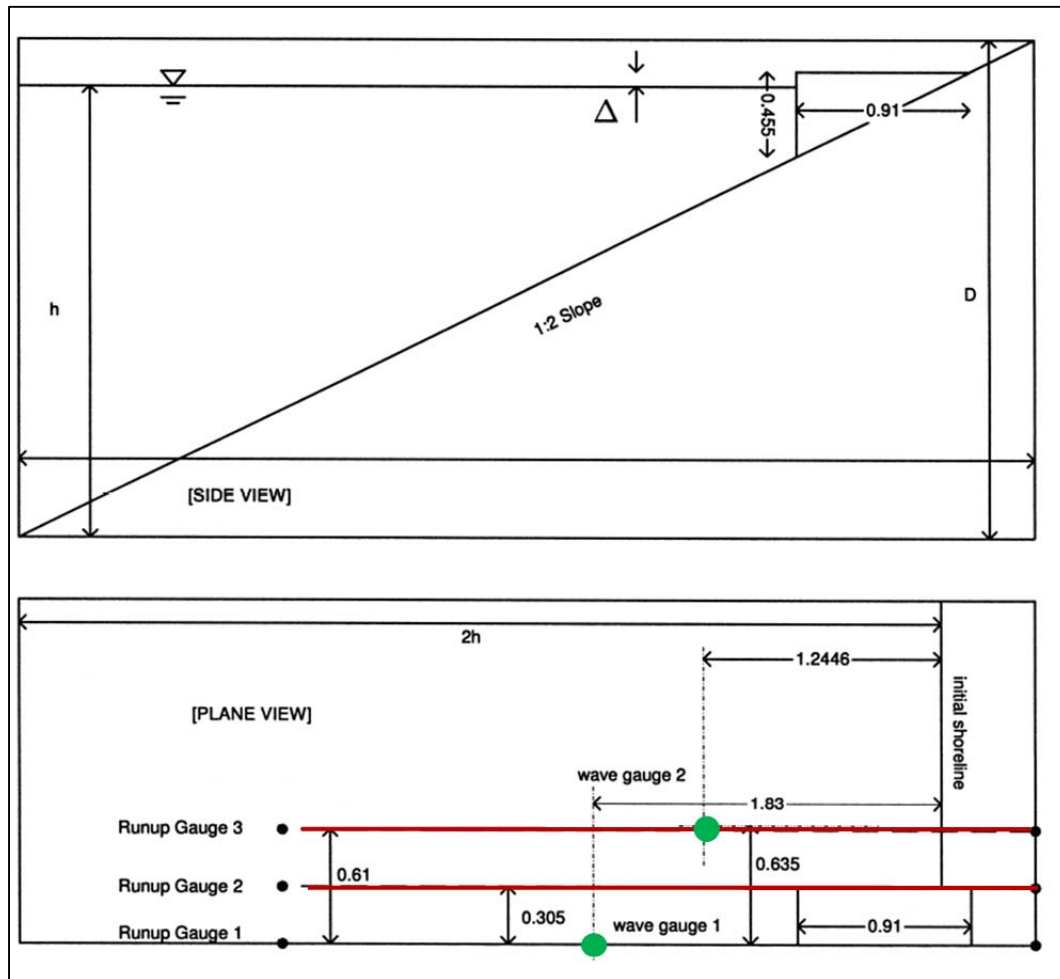 Δ
0.455
0.91
h
1:2 Slope
D
[SIDE VIEW]
2h
1.2446
initial shoreline
[PLANE VIEW]
wave gauge 2
1.83
Runup Gauge 3
0.61
0.635
Runup Gauge 2
0.305
Runup Gauge 1
wave gauge 1
0.91